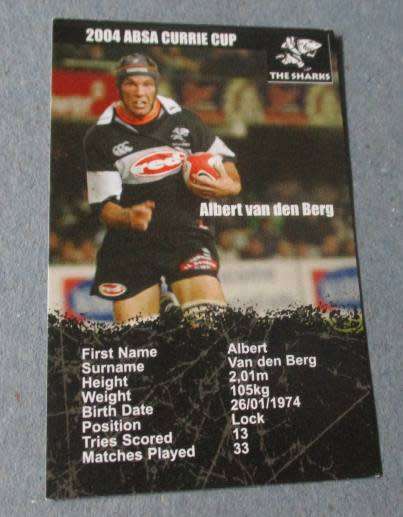 2004 ABSA CURRIE CUP
THE SHARKS
red
Albert van den Berg
First Name Albert
Surname Van den Berg
Height 2,01m
Weight 105kg
Birth Date 26/01/1974
Position Lock
Tries Scored 13
Matches Played 33